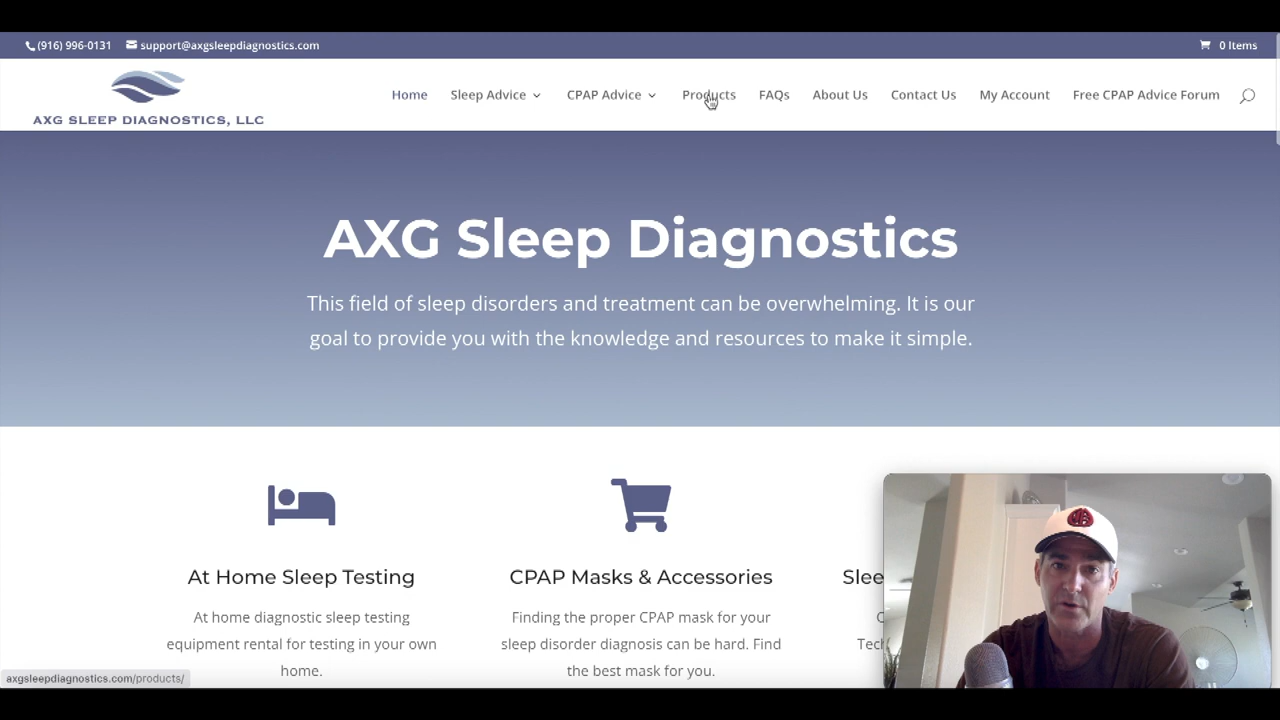 (916) 996-0131 support@axgsleepdiagnostics.com 0 Items
AXG SLEEP DIAGNOSTICS, LLC
Home Sleep Advice CPAP Advice Products FAQs About Us Contact Us My Account Free CPAP Advice Forum
AXG Sleep Diagnostics
This field of sleep disorders and treatment can be overwhelming. It is our
goal to provide you with the knowledge and resources to make it simple.
At Home Sleep Testing
At home diagnostic sleep testing
equipment rental for testing in your own
home.
CPAP Masks & Accessories
Finding the proper CPAP mask for your
sleep disorder diagnosis can be hard. Find
the best mask for you.
Slee
C
Tec
axgsleepdiagnostics.com/products/